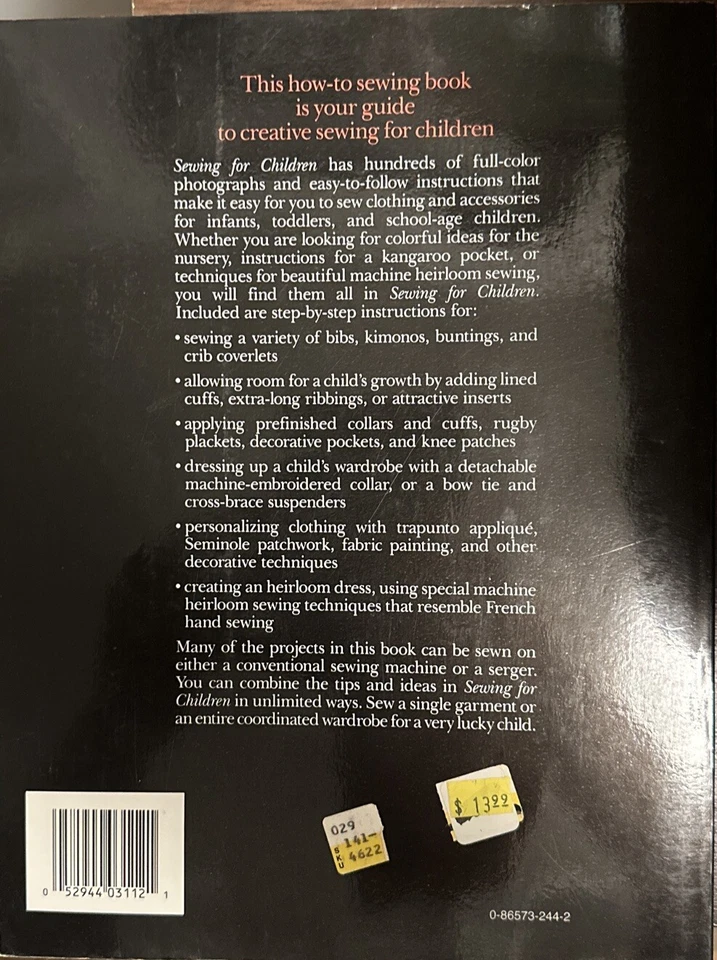 This how-to sewing book
is your guide
to creative sewing for children
Sewing for Children has hundreds of full-color
photographs and easy-to-follow instructions that
make it easy for you to sew clothing and accessories
for infants, toddlers, and school-age children.
Whether you are looking for colorful ideas for the
nursery, instructions for a kangaroo pocket, or
techniques for beautiful machine heirloom sewing,
you will find them all in Sewing for Children.
Included are step-by-step instructions for:
• sewing a variety of bibs, kimonos, buntings, and
crib coverlets
• allowing room for a child's growth by adding lined
cuffs, extra-long ribbings, or attractive inserts
• applying prefinished collars and cuffs, rugby
plackets, decorative pockets, and knee patches
• dressing up a child's wardrobe with a detachable
machine-embroidered collar, or a bow tie and
cross-brace suspenders
• personalizing clothing with trapunto appliqué,
Seminole patchwork, fabric painting, and other
decorative techniques
• creating an heirloom dress, using special machine
heirloom sewing techniques that resemble French
hand sewing
Many of the projects in this book can be sewn on
either a conventional sewing machine or a serger.
You can combine the tips and ideas in Sewing for
Children in unlimited ways. Sew a single garment or
an entire coordinated wardrobe for a very lucky child.
$ 13.99
029
SKU 141-
4622
0 52944 03112 1
0-86573-244-2